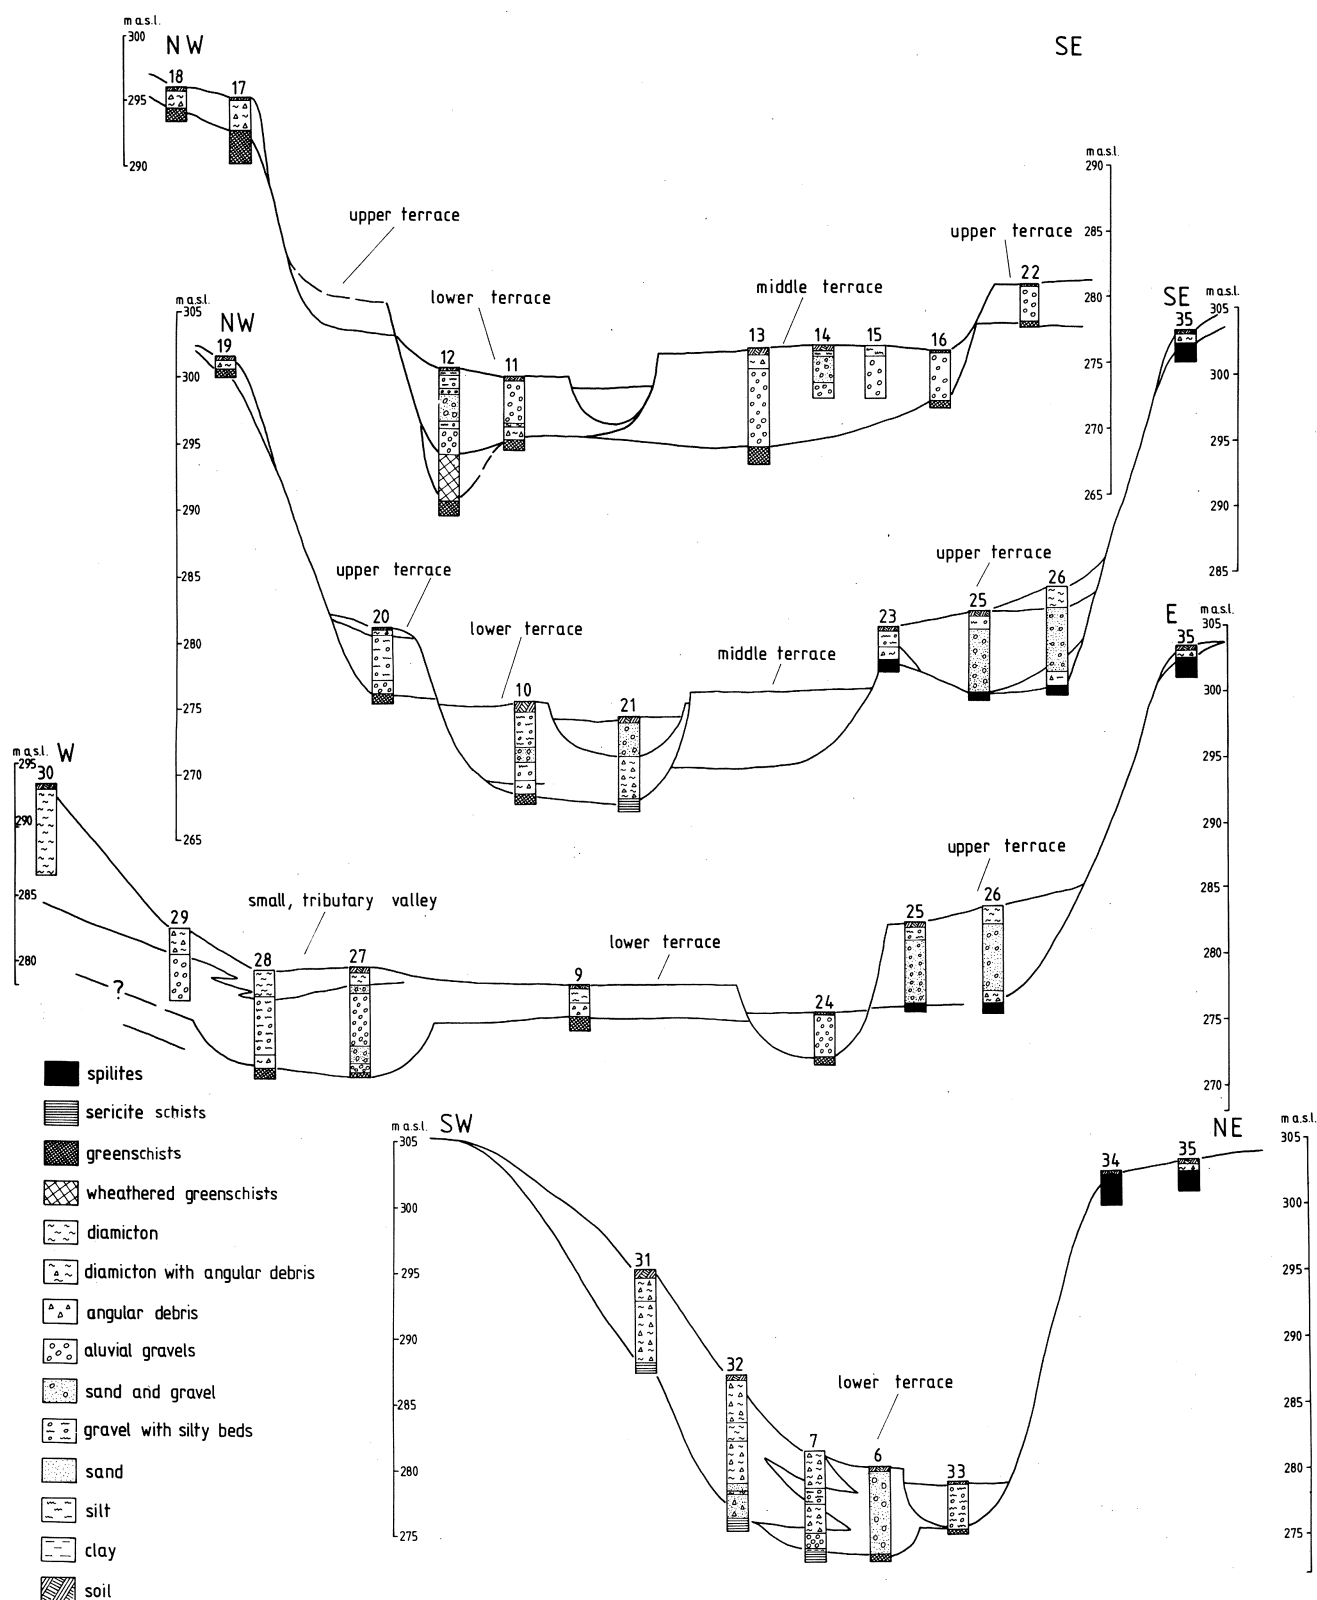 m a.s.l.
300
NW
SE
18
17
295
290
m a.s.l.
290
upper terrace
upper terrace
285
22
lower terrace
middle terrace
280
m a.s.l.
305
NW
SE
m a.s.l.
305
19
35
13
14
15
16
12
11
300
275
300
295
270
295
290
265
290
285
upper terrace
upper terrace
285
20
lower terrace
25
26
23
E
m a.s.l.
305
35
280
middle terrace
10
21
275
300
m a.s.l.
W
295
30
270
295
290
265
290
upper terrace
285
small, tributary valley
285
29
lower terrace
25
26
28
27
280
280
9
?
24
275
270
spilites
sericite schists
greenschists
wheathered greenschists
diamicton
diamicton with angular debris
angular debris
aluvial gravels
sand and gravel
gravel with silty beds
sand
silt
clay
soil
m a.s.l.
SW
NE
m a.s.l.
305
305
34
35
300
300
31
295
295
290
290
32
lower terrace
285
285
7
6
33
280
280
275
275